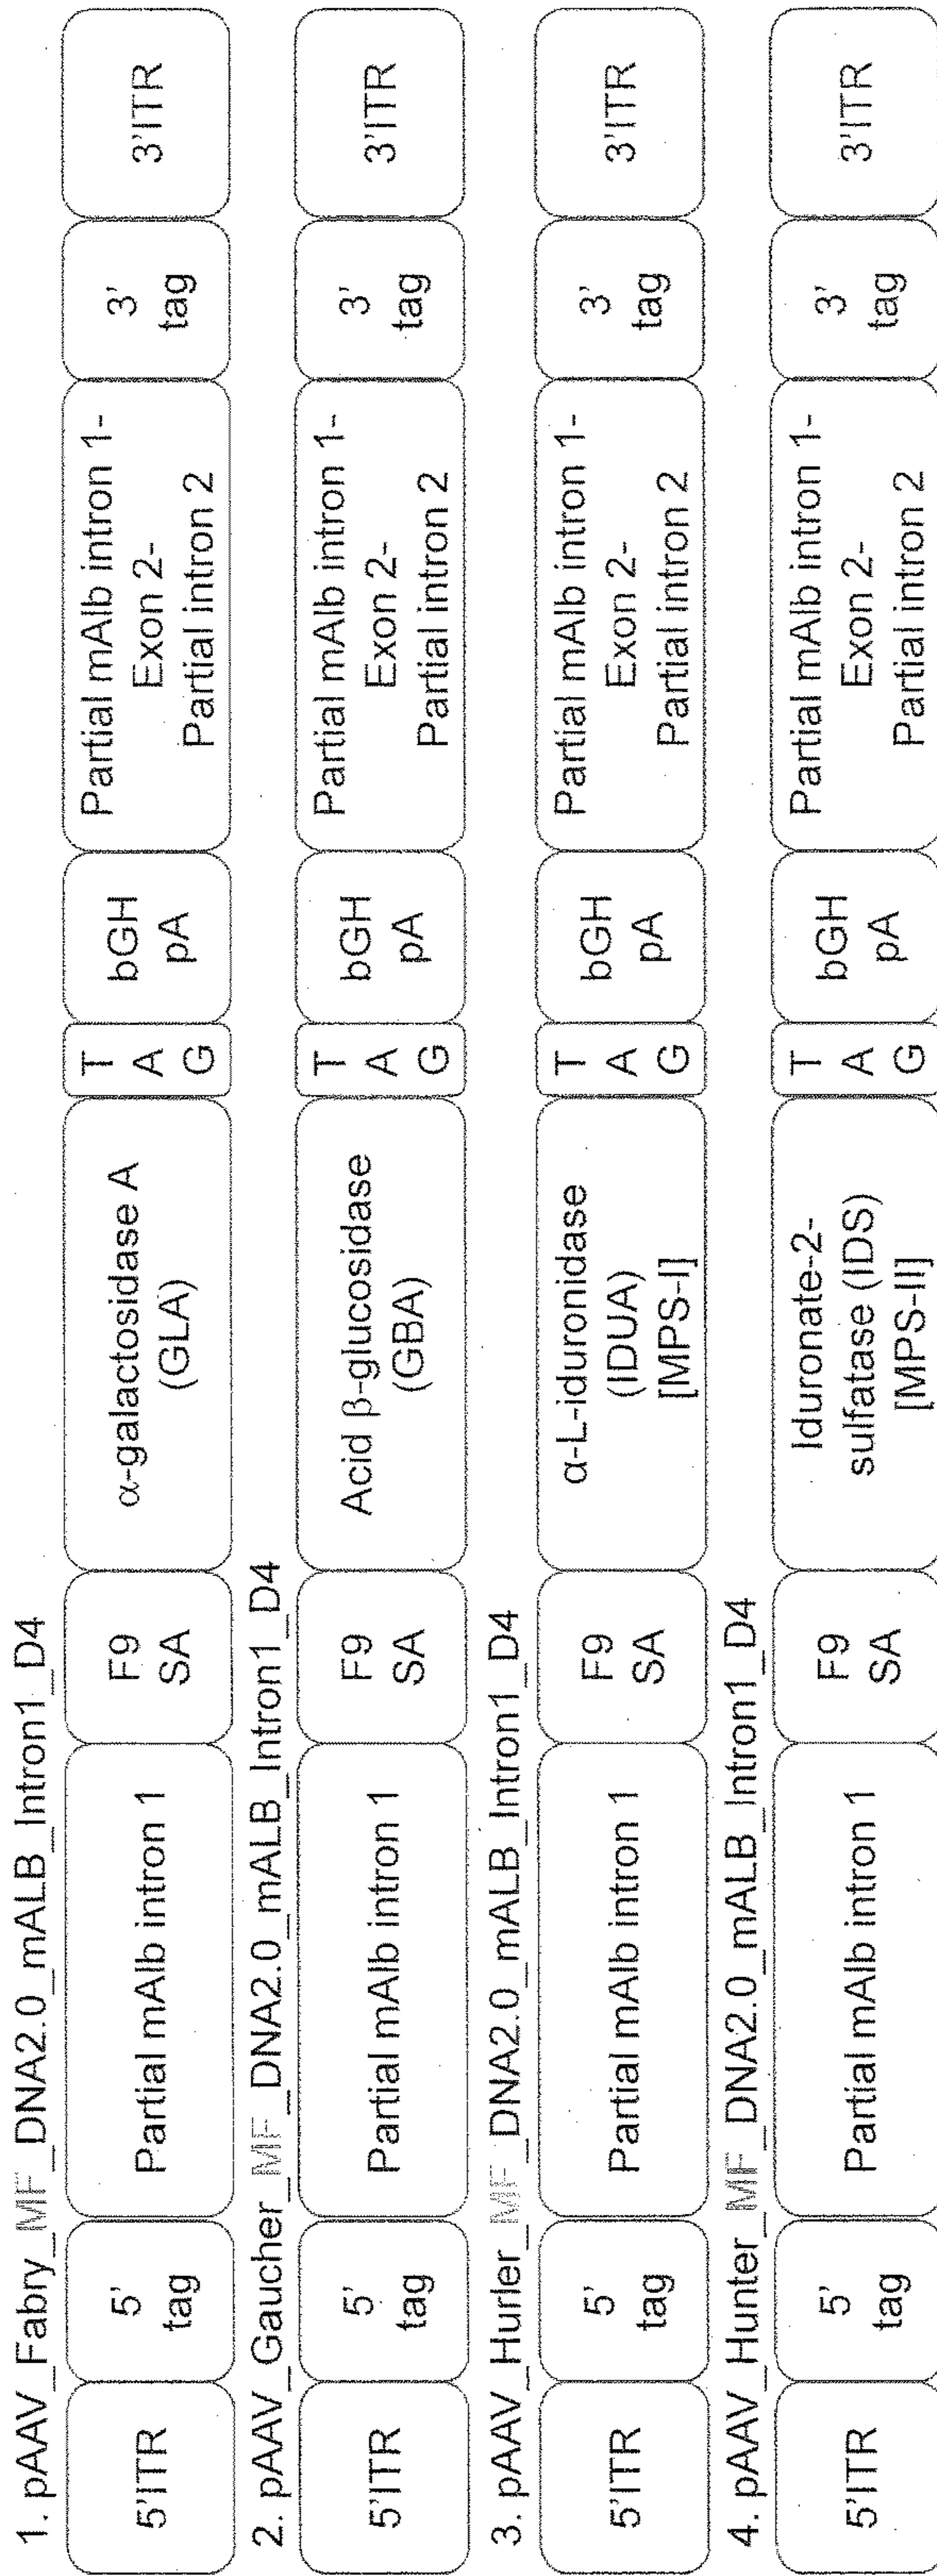 1. pAAV_Fabry_MF_DNA2.0_mALB_Intron1_D4
5'ITR
5'
tag
Partial mAlb intron 1
F9
SA
α-galactosidase A
(GLA)
T
A
G
bGH
pA
Partial mAlb intron 1-
Exon 2-
Partial intron 2
3'
tag
3'ITR
2. pAAV_Gaucher_MF_DNA2.0_mALB_Intron1_D4
5'ITR
5'
tag
Partial mAlb intron 1
F9
SA
Acid β-glucosidase
(GBA)
T
A
G
bGH
pA
Partial mAlb intron 1-
Exon 2-
Partial intron 2
3'
tag
3'ITR
3. pAAV_Hurler_MF_DNA2.0_mALB_Intron1_D4
5'ITR
5'
tag
Partial mAlb intron 1
F9
SA
α-L-iduronidase
(IDUA)
[MPS-I]
T
A
G
bGH
pA
Partial mAlb intron 1-
Exon 2-
Partial intron 2
3'
tag
3'ITR
4. pAAV_Hunter_MF_DNA2.0_mALB_Intron1_D4
5'ITR
5'
tag
Partial mAlb intron 1
F9
SA
Iduronate-2-
sulfatase (IDS)
[MPS-II]
T
A
G
bGH
pA
Partial mAlb intron 1-
Exon 2-
Partial intron 2
3'
tag
3'ITR